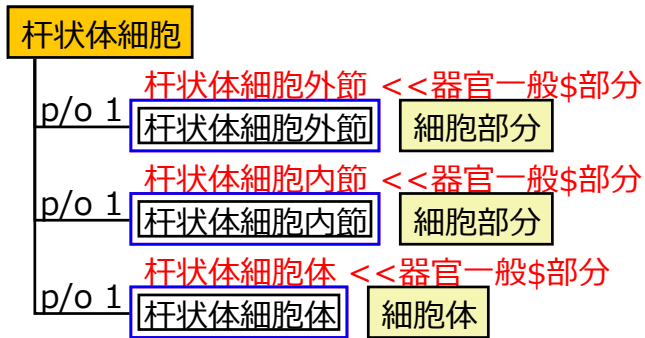 杆状体細胞
杆状体細胞外節 <<器官一般$部分
p/o 1 杆状体細胞外節 細胞部分
杆状体細胞内節 <<器官一般$部分
p/o 1 杆状体細胞内節 細胞部分
杆状体細胞体 <<器官一般$部分
p/o 1 杆状体細胞体 細胞体